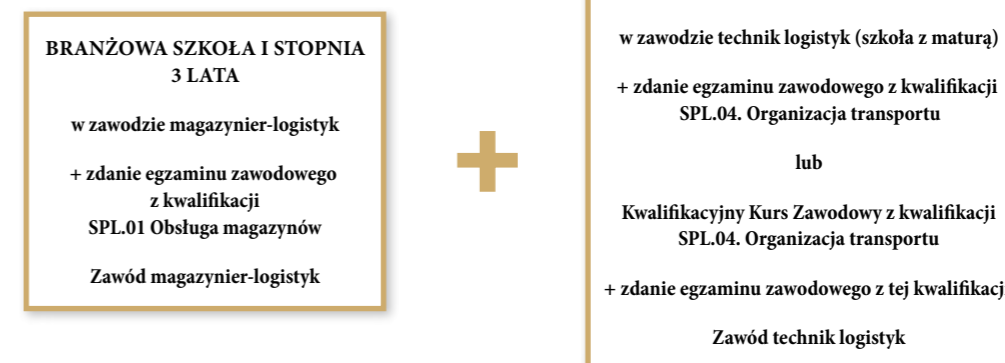 BRANŻOWA SZKOŁA I STOPNIA
3 LATA
w zawodzie magazynier-logistyk
+ zdanie egzaminu zawodowego
z kwalifikacji
SPL.01 Obsługa magazynów
Zawód magazynier-logistyk
+
w zawodzie technik logistyk (szkoła z maturą)
+ zdanie egzaminu zawodowego z kwalifikacji
SPL.04. Organizacja transportu
lub
Kwalifikacyjny Kurs Zawodowy z kwalifikacji
SPL.04. Organizacja transportu
+ zdanie egzaminu zawodowego z tej kwalifikacj
Zawód technik logistyk